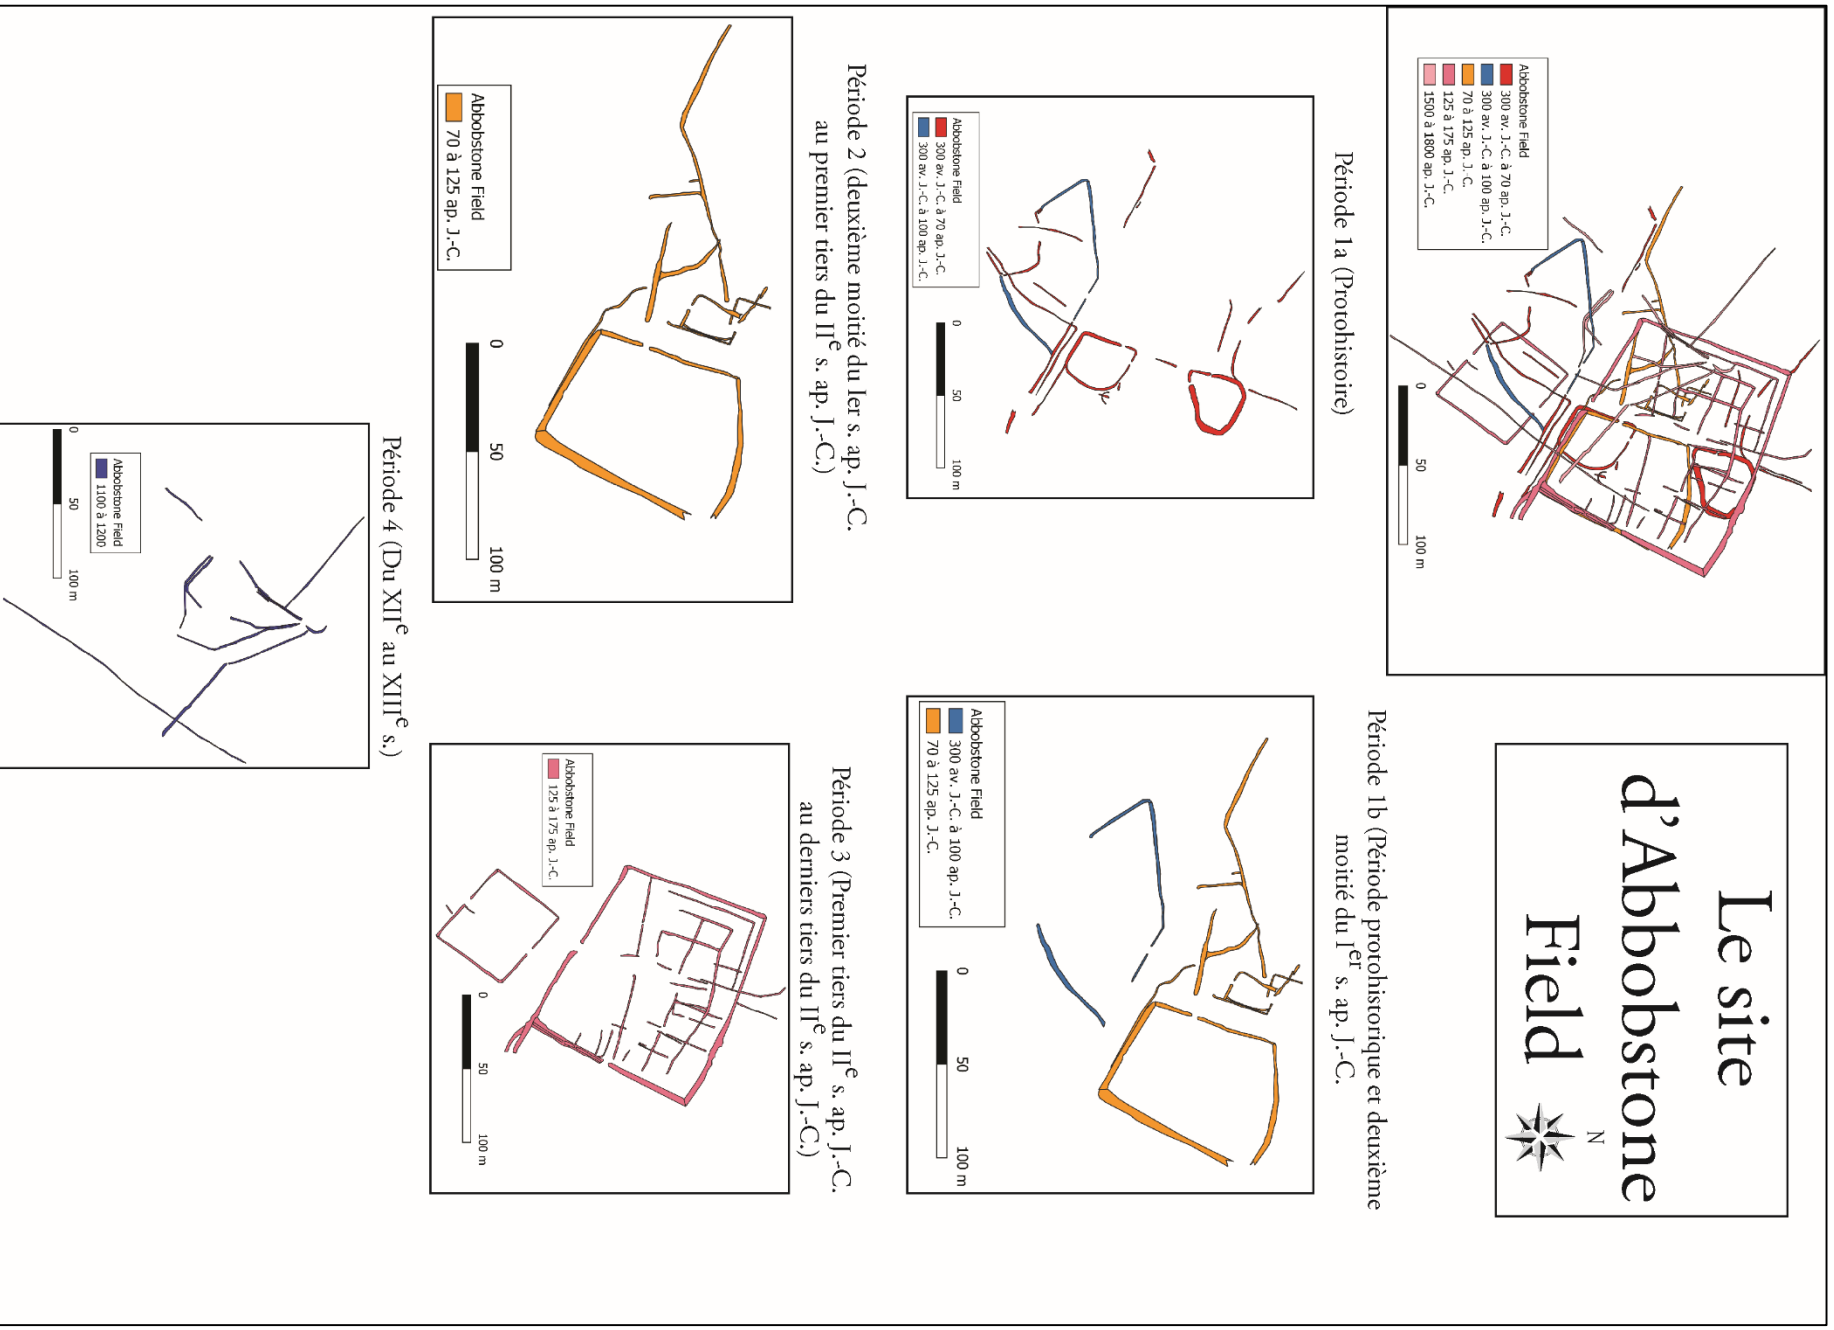 Le site
d'Abbobstone
Field
N
Abbobstone Field
300 av. J.-C. à 70 ap. J.-C.
300 av. J.-C. à 100 ap. J.-C.
70 à 125 ap. J.-C.
125 à 175 ap. J.-C.
1500 à 1800 ap. J.-C.
0 50 100 m
Période 1a (Protohistoire)
Abbobstone Field
300 av. J.-C. à 70 ap. J.-C.
300 av. J.-C. à 100 ap. J.-C.
0 50 100 m
Période 1b (Période protohistorique et deuxième
moitié du Ier s. ap. J.-C.
Abbobstone Field
300 av. J.-C. à 100 ap. J.-C.
70 à 125 ap. J.-C.
0 50 100 m
Période 2 (deuxième moitié du Ier s. ap. J.-C.
au premier tiers du IIe s. ap. J.-C.)
Abbobstone Field
70 à 125 ap. J.-C.
0 50 100 m
Période 3 (Premier tiers du IIe s. ap. J.-C.
au derniers tiers du IIe s. ap. J.-C.)
Abbobstone Field
125 à 175 ap. J.-C.
0 50 100 m
Période 4 (Du XIIe au XIIIe s.)
Abbobstone Field
1100 à 1200
0 50 100 m